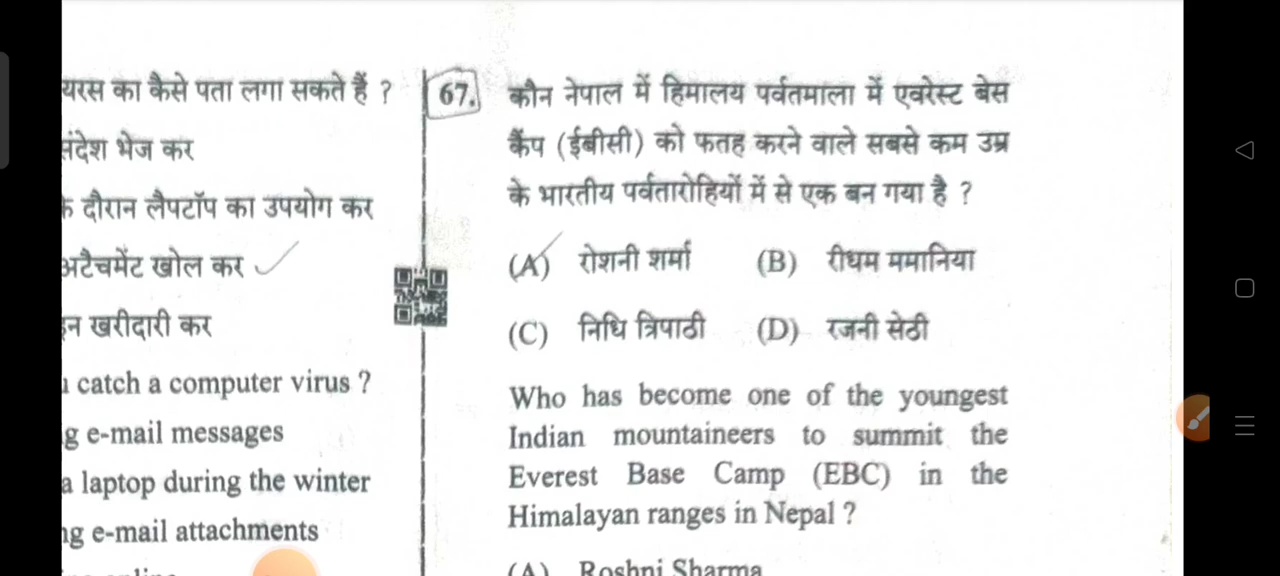 यरस का कैसे पता लगा सकते हैं ?
संदेश भेज कर
के दौरान लैपटॉप का उपयोग कर
अटैचमेंट खोल कर
इन खरीदारी कर
u catch a computer virus ?
g e-mail messages
a laptop during the winter
ng e-mail attachments
67. कौन नेपाल में हिमालय पर्वतमाला में एवरेस्ट बेस
कैंप (ईबीसी) को फतह करने वाले सबसे कम उम्र
के भारतीय पर्वतारोहियों में से एक बन गया है ?
(A) रोशनी शर्मा (B) रीधम ममानिया
(C) निधि त्रिपाठी (D) रजनी सेठी
Who has become one of the youngest
Indian mountaineers to summit the
Everest Base Camp (EBC) in the
Himalayan ranges in Nepal ?
(A) Roshni Sharma